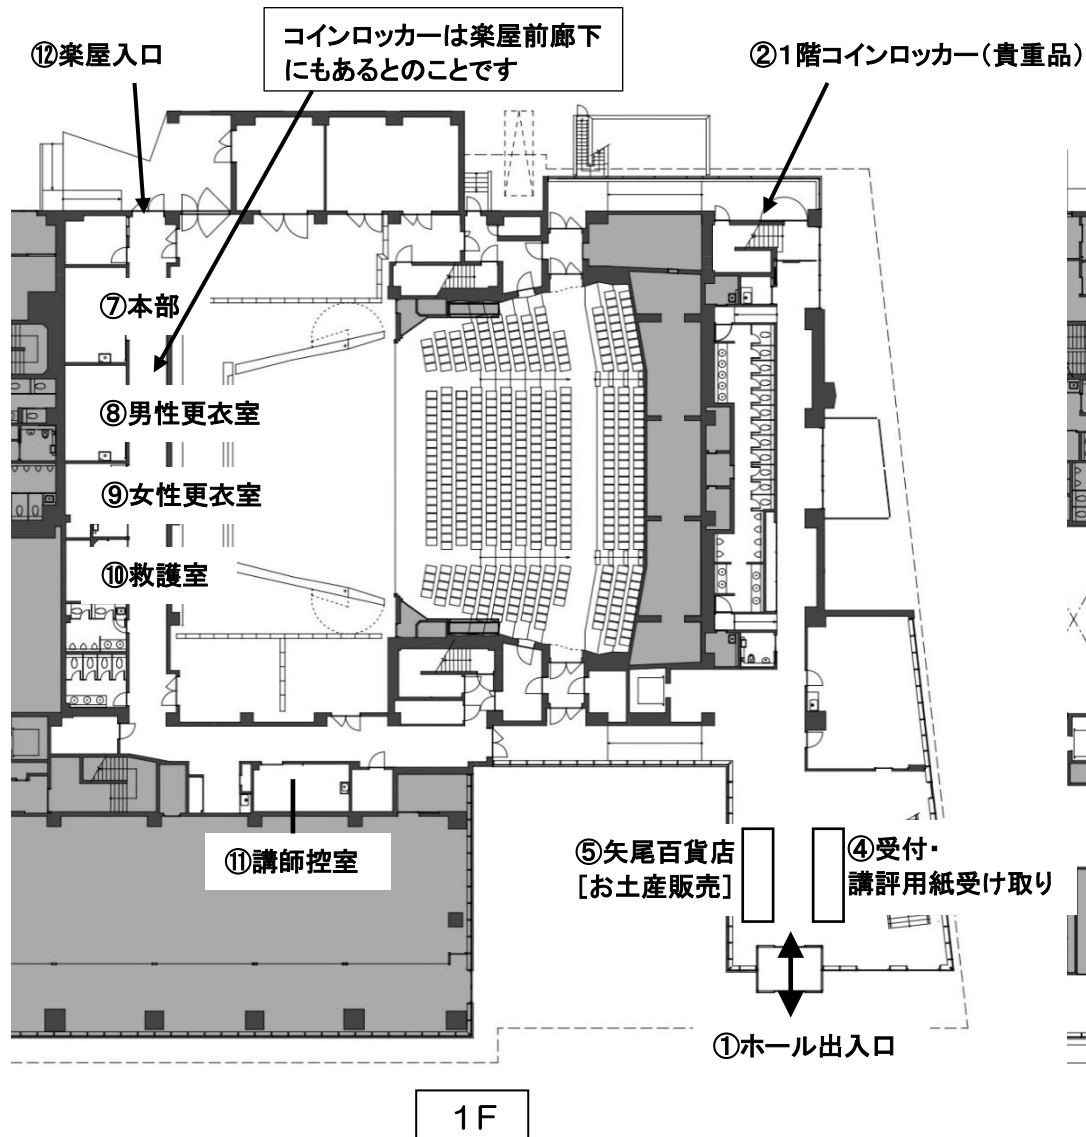 コインロッカーは楽屋前廊下
にもあるとのことです
⑫楽屋入口
②1階コインロッカー(貴重品)
⑦本部
⑧男性更衣室
⑨女性更衣室
⑩救護室
⑪講師控室
⑤矢尾百貨店
[お土産販売]
④受付・
講評用紙受け取り
①ホール出入口
1F